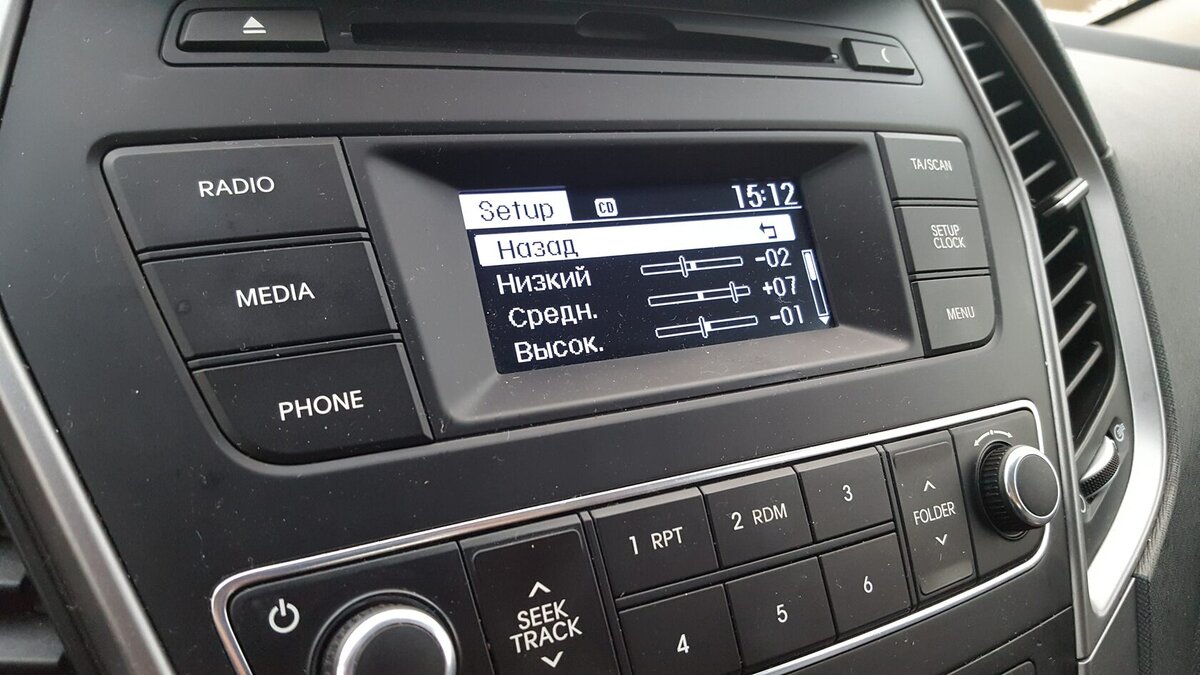 RADIO
MEDIA
PHONE
Setup CD 15:12
Назад
Низкий -02
Средн. +07
Высок. -01
TA/SCAN
SETUP
CLOCK
MENU
1 RPT
2 RDM
3
4
5
6
SEEK
TRACK
FOLDER